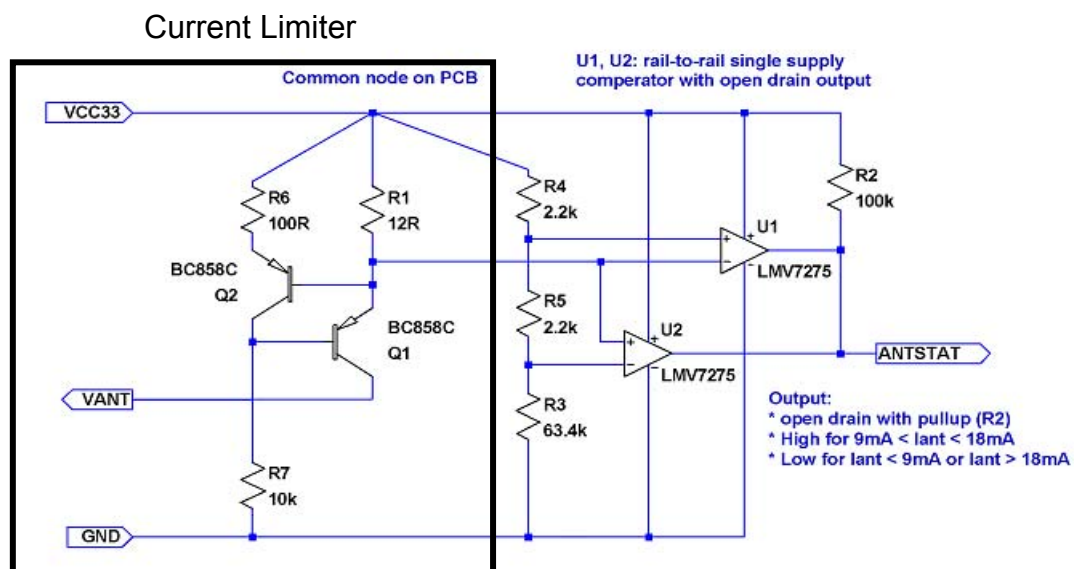 Current Limiter
Common node on PCB
U1, U2: rail-to-rail single supply
comperator with open drain output
VCC33
R6
100R
R1
12R
R4
2.2k
R2
100k
+
-
+
-
U1
LMV7275
BC858C
Q2
BC858C
Q1
R5
2.2k
+
-
+
-
U2
LMV7275
ANTSTAT
VANT
R3
63.4k
Output:
* open drain with pullup (R2)
* High for 9mA < Iant < 18mA
* Low for Iant < 9mA or Iant > 18mA
R7
10k
GND